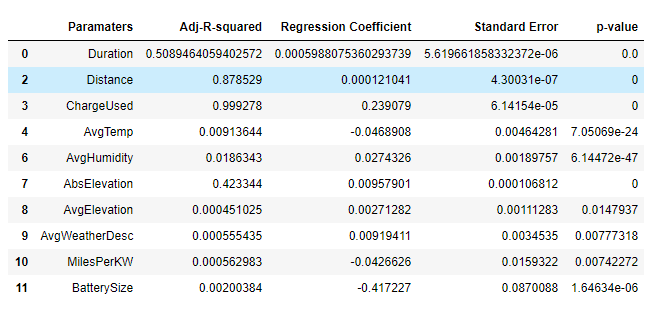 Paramaters Adj-R-squared Regression Coefficient Standard Error p-value
0 Duration 0.5089464059402572 0.0005988075360293739 5.619661858332372e-06 0.0
2 Distance 0.878529 0.000121041 4.30031e-07 0
3 ChargeUsed 0.999278 0.239079 6.14154e-05 0
4 AvgTemp 0.00913644 -0.0468908 0.00464281 7.05069e-24
6 AvgHumidity 0.0186343 0.0274326 0.00189757 6.14472e-47
7 AbsElevation 0.423344 0.00957901 0.000106812 0
8 AvgElevation 0.000451025 0.00271282 0.00111283 0.0147937
9 AvgWeatherDesc 0.000555435 0.00919411 0.0034535 0.00777318
10 MilesPerKW 0.000562983 -0.0426626 0.0159322 0.00742272
11 BatterySize 0.00200384 -0.417227 0.0870088 1.64634e-06